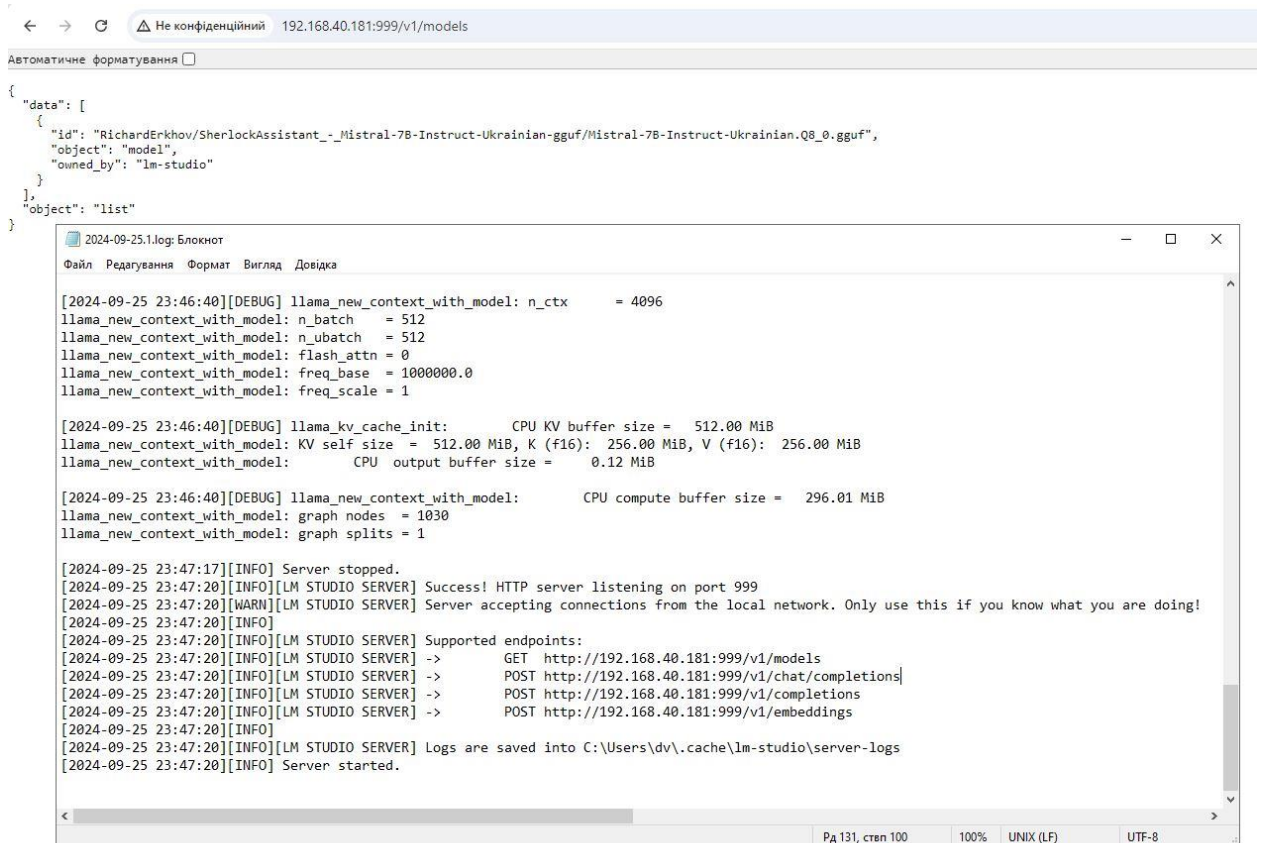 Не конфіденційний 192.168.40.181:999/v1/models
Автоматичне форматування
{
"data": [
{
"id": "RichardErkhov/SherlockAssistant_-_Mistral-7B-Instruct-Ukrainian-gguf/Mistral-7B-Instruct-Ukrainian.Q8_0.gguf",
"object": "model",
"owned_by": "lm-studio"
}
],
"object": "list"
}
2024-09-25.1.log: Блокнот
Файл Редагування Формат Вигляд Довідка
[2024-09-25 23:46:40][DEBUG] llama_new_context_with_model: n_ctx = 4096
llama_new_context_with_model: n_batch = 512
llama_new_context_with_model: n_ubatch = 512
llama_new_context_with_model: flash_attn = 0
llama_new_context_with_model: freq_base = 1000000.0
llama_new_context_with_model: freq_scale = 1
[2024-09-25 23:46:40][DEBUG] llama_kv_cache_init: CPU KV buffer size = 512.00 MiB
llama_new_context_with_model: KV self size = 512.00 MiB, K (f16): 256.00 MiB, V (f16): 256.00 MiB
llama_new_context_with_model: CPU output buffer size = 0.12 MiB
[2024-09-25 23:46:40][DEBUG] llama_new_context_with_model: CPU compute buffer size = 296.01 MiB
llama_new_context_with_model: graph nodes = 1030
llama_new_context_with_model: graph splits = 1
[2024-09-25 23:47:17][INFO] Server stopped.
[2024-09-25 23:47:20][INFO][LM STUDIO SERVER] Success! HTTP server listening on port 999
[2024-09-25 23:47:20][WARN][LM STUDIO SERVER] Server accepting connections from the local network. Only use this if you know what you are doing!
[2024-09-25 23:47:20][INFO]
[2024-09-25 23:47:20][INFO][LM STUDIO SERVER] Supported endpoints:
[2024-09-25 23:47:20][INFO][LM STUDIO SERVER] -> GET http://192.168.40.181:999/v1/models
[2024-09-25 23:47:20][INFO][LM STUDIO SERVER] -> POST http://192.168.40.181:999/v1/chat/completions
[2024-09-25 23:47:20][INFO][LM STUDIO SERVER] -> POST http://192.168.40.181:999/v1/completions
[2024-09-25 23:47:20][INFO][LM STUDIO SERVER] -> POST http://192.168.40.181:999/v1/embeddings
[2024-09-25 23:47:20][INFO]
[2024-09-25 23:47:20][INFO][LM STUDIO SERVER] Logs are saved into C:\Users\dv\.cache\lm-studio\server-logs
[2024-09-25 23:47:20][INFO] Server started.
Рд 131, ствп 100 100% UNIX (LF) UTF-8